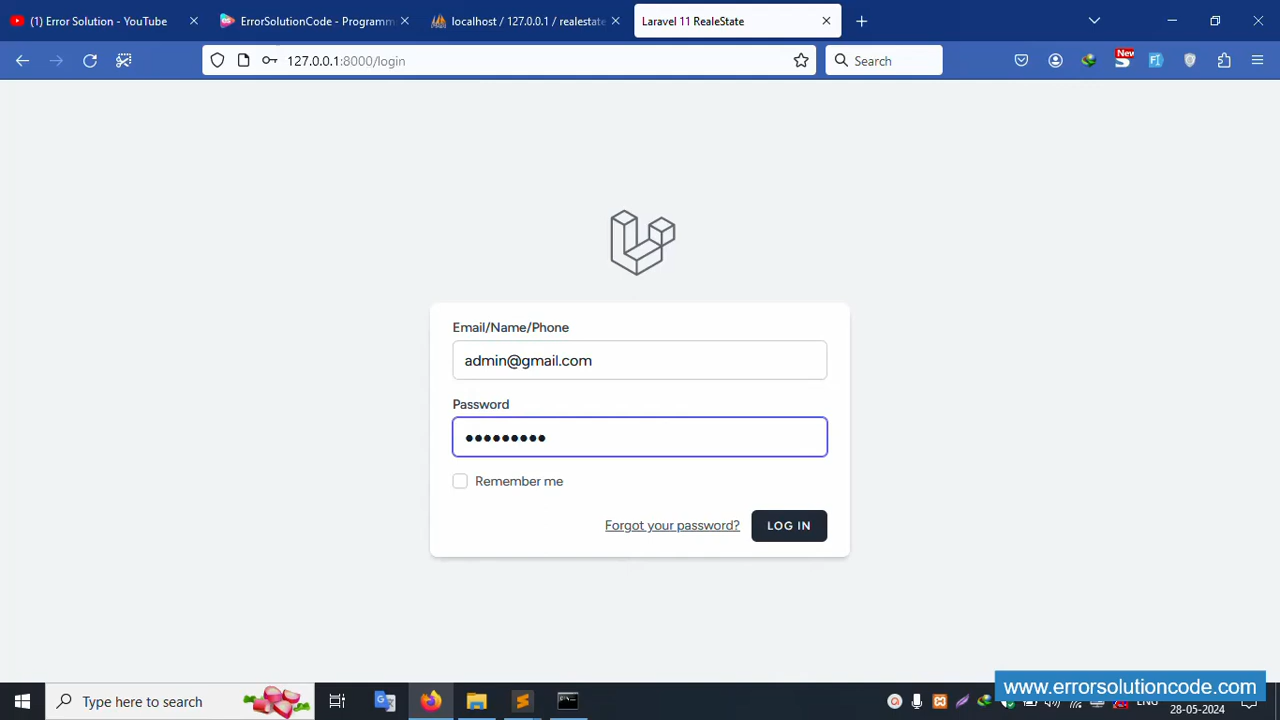 (1) Error Solution - YouTube
ErrorSolutionCode - Programm
localhost / 127.0.0.1 / realestate
Laravel 11 RealeState
127.0.0.1:8000/login
Search
New
Email/Name/Phone
admin@gmail.com
Password
Remember me
Forgot your password?
LOG IN
www.errorsolutioncode.com
Type here to search
ENG
28-05-2024